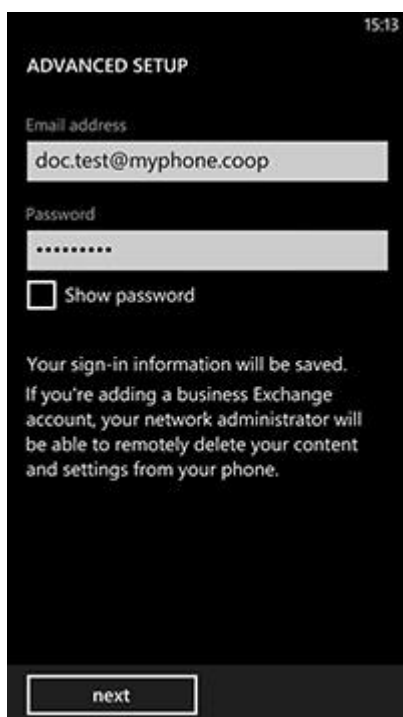 15:13
ADVANCED SETUP
Email address
doc.test@myphone.coop
Password
•••••••••
Show password
Your sign-in information will be saved.
If you're adding a business Exchange
account, your network administrator will
be able to remotely delete your content
and settings from your phone.
next